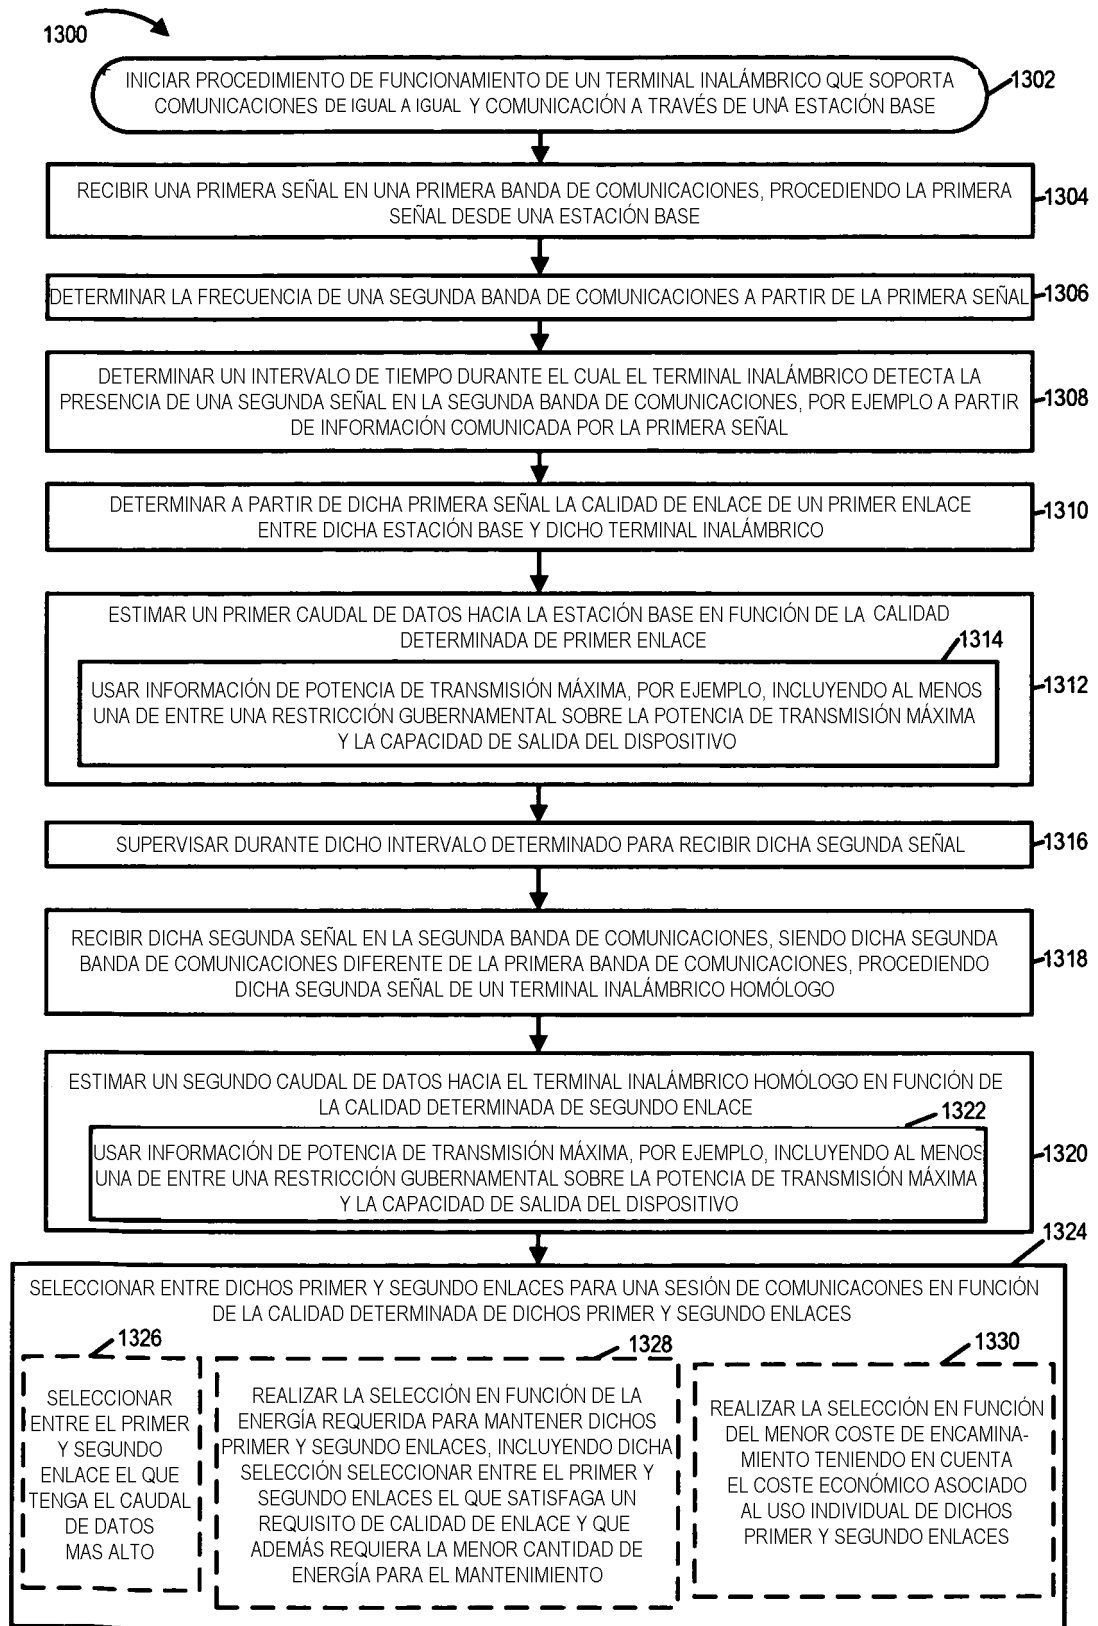 1300
INICIAR PROCEDIMIENTO DE FUNCIONAMIENTO DE UN TERMINAL INALÁMBRICO QUE SOPORTA
COMUNICACIONES DE IGUAL A IGUAL Y COMUNICACIÓN A TRAVÉS DE UNA ESTACIÓN BASE
1302
RECIBIR UNA PRIMERA SEÑAL EN UNA PRIMERA BANDA DE COMUNICACIONES, PROCEDIENDO LA PRIMERA
SEÑAL DESDE UNA ESTACIÓN BASE
1304
DETERMINAR LA FRECUENCIA DE UNA SEGUNDA BANDA DE COMUNICACIONES A PARTIR DE LA PRIMERA SEÑAL
1306
DETERMINAR UN INTERVALO DE TIEMPO DURANTE EL CUAL EL TERMINAL INALÁMBRICO DETECTA LA
PRESENCIA DE UNA SEGUNDA SEÑAL EN LA SEGUNDA BANDA DE COMUNICACIONES, POR EJEMPLO A PARTIR
DE INFORMACIÓN COMUNICADA POR LA PRIMERA SEÑAL
1308
DETERMINAR A PARTIR DE DICHA PRIMERA SEÑAL LA CALIDAD DE ENLACE DE UN PRIMER ENLACE
ENTRE DICHA ESTACIÓN BASE Y DICHO TERMINAL INALÁMBRICO
1310
ESTIMAR UN PRIMER CAUDAL DE DATOS HACIA LA ESTACIÓN BASE EN FUNCIÓN DE LA CALIDAD
DETERMINADA DE PRIMER ENLACE
1314
USAR INFORMACIÓN DE POTENCIA DE TRANSMISIÓN MÁXIMA, POR EJEMPLO, INCLUYENDO AL MENOS
UNA DE ENTRE UNA RESTRICCIÓN GUBERNAMENTAL SOBRE LA POTENCIA DE TRANSMISIÓN MÁXIMA
Y LA CAPACIDAD DE SALIDA DEL DISPOSITIVO
1312
SUPERVISAR DURANTE DICHO INTERVALO DETERMINADO PARA RECIBIR DICHA SEGUNDA SEÑAL
1316
RECIBIR DICHA SEGUNDA SEÑAL EN LA SEGUNDA BANDA DE COMUNICACIONES, SIENDO DICHA SEGUNDA
BANDA DE COMUNICACIONES DIFERENTE DE LA PRIMERA BANDA DE COMUNICACIONES, PROCEDIENDO
DICHA SEGUNDA SEÑAL DE UN TERMINAL INALÁMBRICO HOMÓLOGO
1318
ESTIMAR UN SEGUNDO CAUDAL DE DATOS HACIA EL TERMINAL INALÁMBRICO HOMÓLOGO EN FUNCIÓN DE
LA CALIDAD DETERMINADA DE SEGUNDO ENLACE
1322
USAR INFORMACIÓN DE POTENCIA DE TRANSMISIÓN MÁXIMA, POR EJEMPLO, INCLUYENDO AL MENOS
UNA DE ENTRE UNA RESTRICCIÓN GUBERNAMENTAL SOBRE LA POTENCIA DE TRANSMISIÓN MÁXIMA
Y LA CAPACIDAD DE SALIDA DEL DISPOSITIVO
1320
1324
SELECCIONAR ENTRE DICHOS PRIMER Y SEGUNDO ENLACES PARA UNA SESIÓN DE COMUNICACONES EN FUNCIÓN
DE LA CALIDAD DETERMINADA DE DICHOS PRIMER Y SEGUNDO ENLACES
1326
SELECCIONAR
ENTRE EL PRIMER
Y SEGUNDO
ENLACE EL QUE
TENGA EL CAUDAL
DE DATOS
MAS ALTO
1328
REALIZAR LA SELECCIÓN EN FUNCIÓN DE LA
ENERGÍA REQUERIDA PARA MANTENER DICHOS
PRIMER Y SEGUNDO ENLACES, INCLUYENDO DICHA
SELECCIÓN SELECCIONAR ENTRE EL PRIMER Y
SEGUNDO ENLACES EL QUE SATISFAGA UN
REQUISITO DE CALIDAD DE ENLACE Y QUE
ADEMÁS REQUIERA LA MENOR CANTIDAD DE
ENERGÍA PARA EL MANTENIMIENTO
1330
REALIZAR LA SELECCIÓN EN FUNCIÓN
DEL MENOR COSTE DE ENCAMINA-
MIENTO TENIENDO EN CUENTA
EL COSTE ECONÓMICO ASOCIADO
AL USO INDIVIDUAL DE DICHOS
PRIMER Y SEGUNDO ENLACES